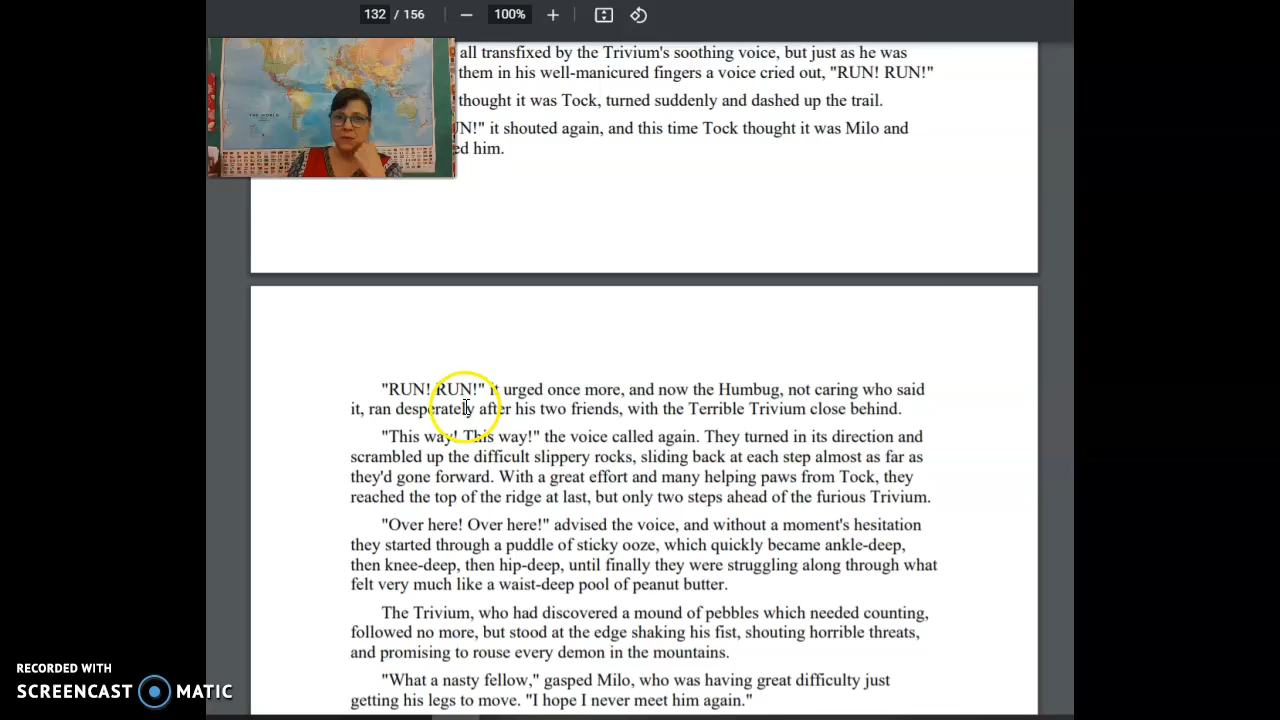 132 / 156
100%
all transfixed by the Trivium's soothing voice, but just as he was
them in his well-manicured fingers a voice cried out, "RUN! RUN!"
thought it was Tock, turned suddenly and dashed up the trail.
UN!" it shouted again, and this time Tock thought it was Milo and
ed him.
THE WORLD
"RUN! RUN!" it urged once more, and now the Humbug, not caring who said
it, ran desperately after his two friends, with the Terrible Trivium close behind.
"This way! This way!" the voice called again. They turned in its direction and
scrambled up the difficult slippery rocks, sliding back at each step almost as far as
they'd gone forward. With a great effort and many helping paws from Tock, they
reached the top of the ridge at last, but only two steps ahead of the furious Trivium.
"Over here! Over here!" advised the voice, and without a moment's hesitation
they started through a puddle of sticky ooze, which quickly became ankle-deep,
then knee-deep, then hip-deep, until finally they were struggling along through what
felt very much like a waist-deep pool of peanut butter.
The Trivium, who had discovered a mound of pebbles which needed counting,
followed no more, but stood at the edge shaking his fist, shouting horrible threats,
and promising to rouse every demon in the mountains.
"What a nasty fellow," gasped Milo, who was having great difficulty just
getting his legs to move. "I hope I never meet him again."
RECORDED WITH
SCREENCAST MATIC